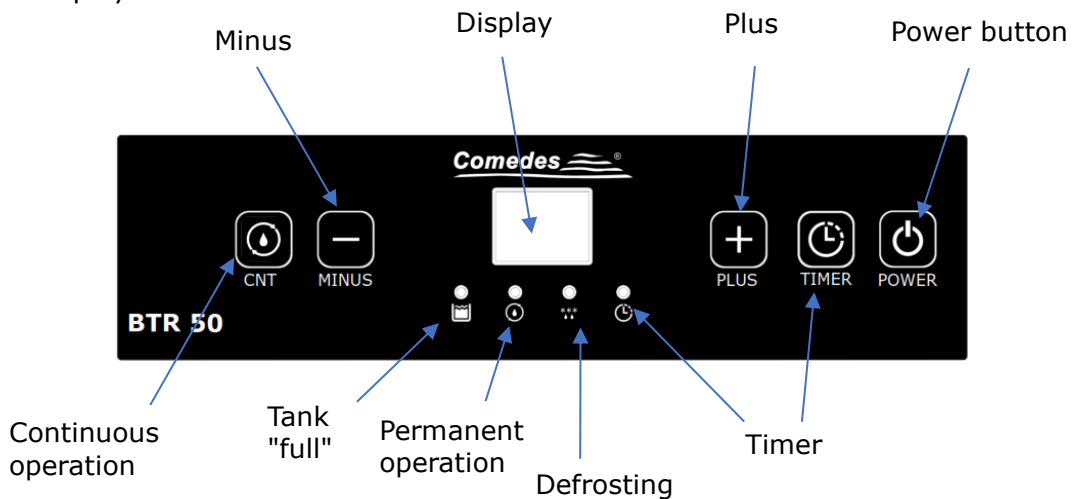 Minus
Display
Plus
Power button
Comedes®
CNT
MINUS
PLUS
TIMER
POWER
BTR 50
Continuous
operation
Tank
"full"
Permanent
operation
Defrosting
Timer